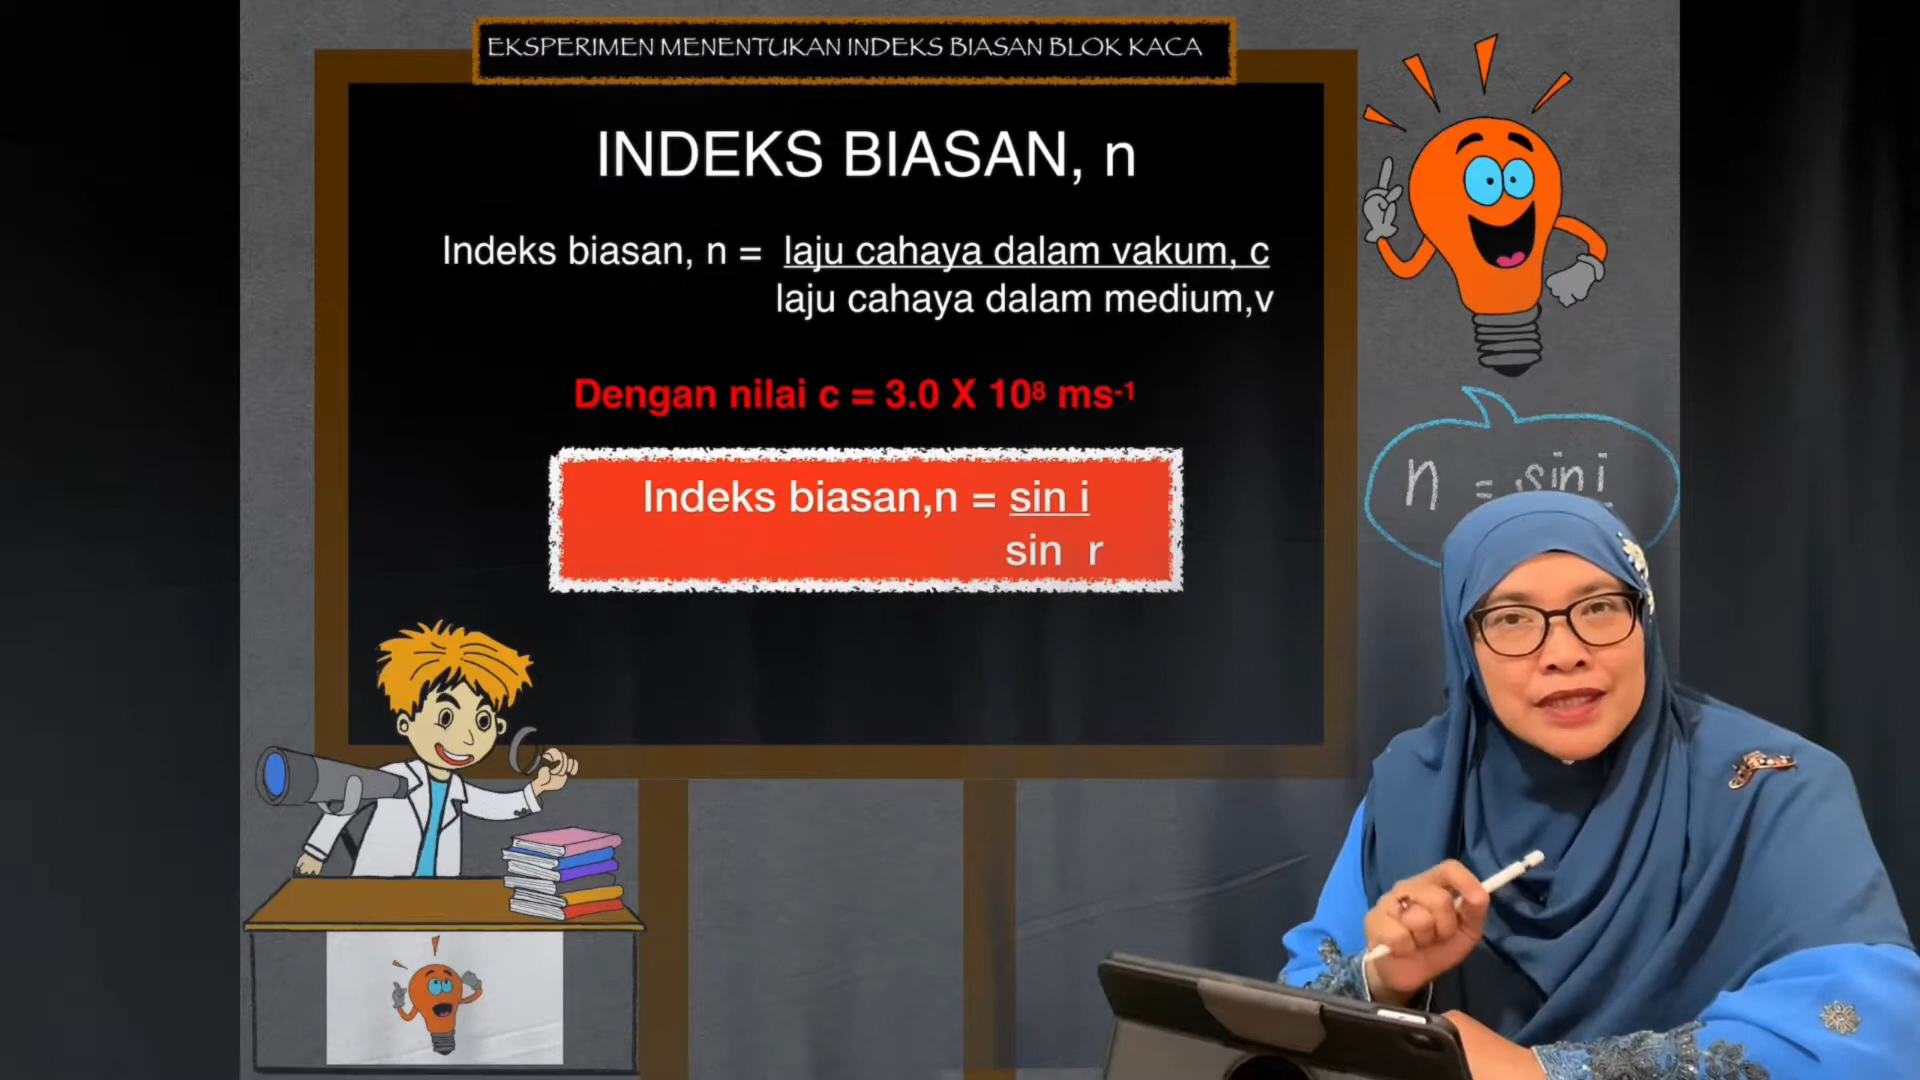 EKSPERIMEN MENENTUKAN INDEKS BIASAN BLOK KACA
INDEKS BIASAN, n
Indeks biasan, n = laju cahaya dalam vakum, c
laju cahaya dalam medium,v
Dengan nilai c = 3.0 X 10⁸ ms⁻¹
Indeks biasan,n = sin i
sin r
n = sin i